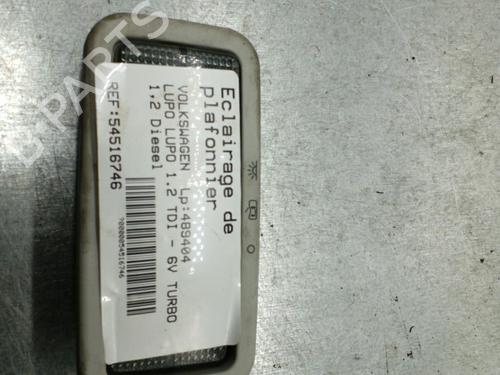 Eclairage de
plafonnier
VOLKSWAGEN Lp:489404
LUPO LUPO 1.2 TDI - 6V TURBO
1.2 Diesel
REF:54516746
*0000054516746
B-PARTS